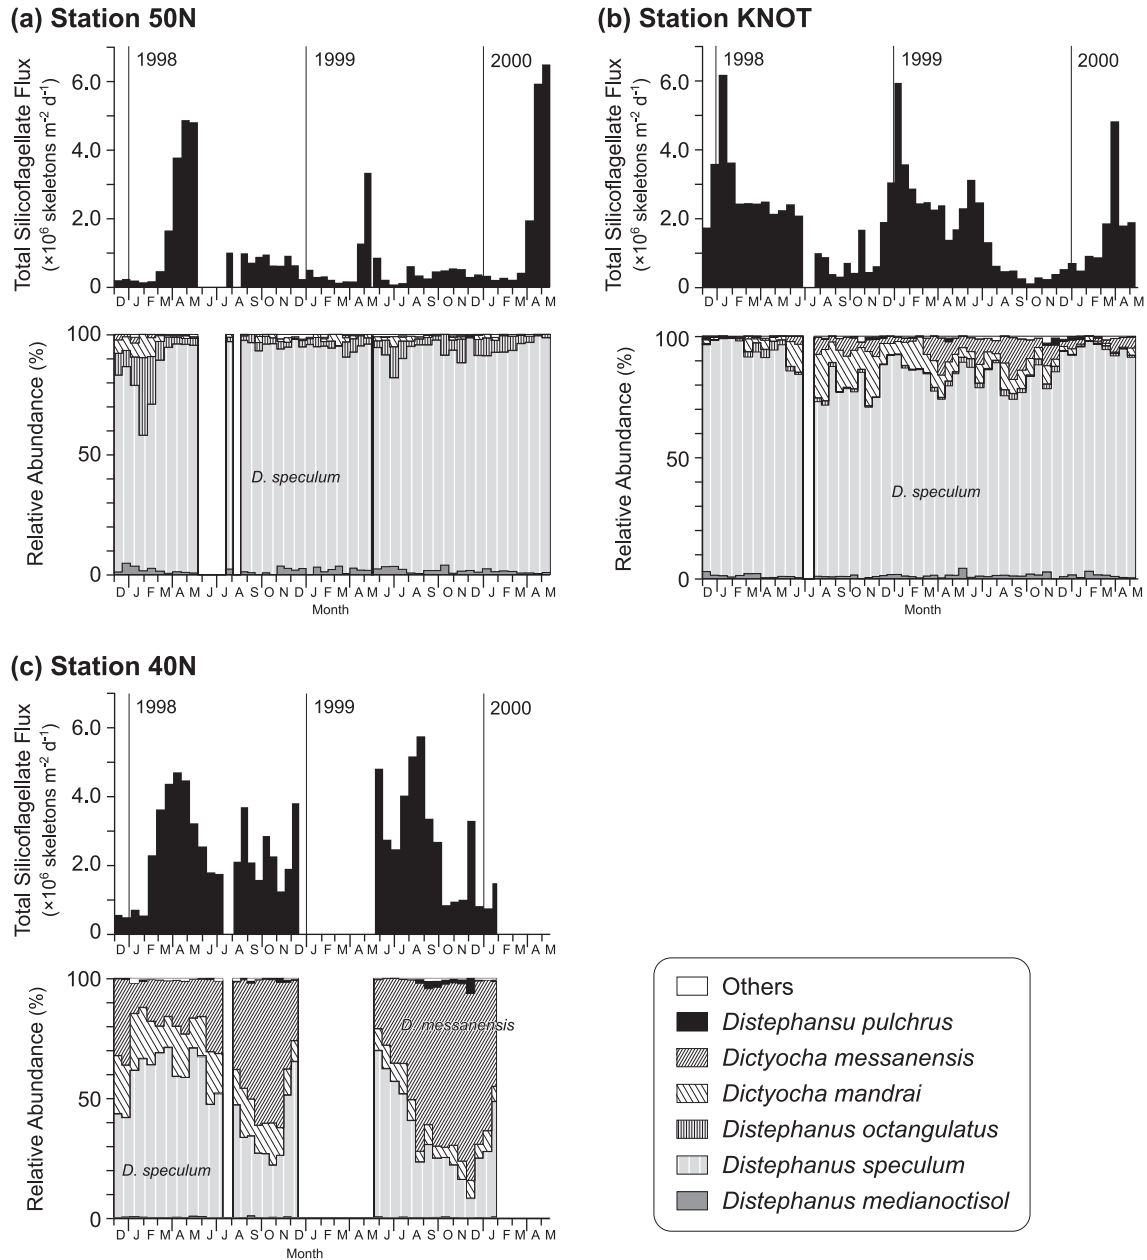 (a) Station 50N
1998
1999
2000
Total Silicoflagellate Flux
(×10⁶ skeletons m⁻² d⁻¹)
6.0
4.0
2.0
0
D J F M A M J J A S O N D J F M A M J J A S O N D J F M A M
Relative Abundance (%)
100
50
0
D. speculum
D J F M A M J J A S O N D J F M A M J J A S O N D J F M A M
Month
(b) Station KNOT
1998
1999
2000
Total Silicoflagellate Flux
(×10⁶ skeletons m⁻² d⁻¹)
6.0
4.0
2.0
0
D J F M A M J J A S O N D J F M A M J J A S O N D J F M A M
Relative Abundance (%)
100
50
0
D. speculum
D J F M A M J J A S O N D J F M A M J J A S O N D J F M A M
Month
(c) Station 40N
1998
1999
2000
Total Silicoflagellate Flux
(×10⁶ skeletons m⁻² d⁻¹)
6.0
4.0
2.0
0
D J F M A M J J A S O N D J F M A M J J A S O N D J F M A M
Relative Abundance (%)
100
50
0
D. messanensis
D. speculum
D J F M A M J J A S O N D J F M A M J J A S O N D J F M A M
Month
Others
Distephansu pulchrus
Dictyocha messanensis
Dictyocha mandrai
Distephanus octangulatus
Distephanus speculum
Distephanus medianoctisol